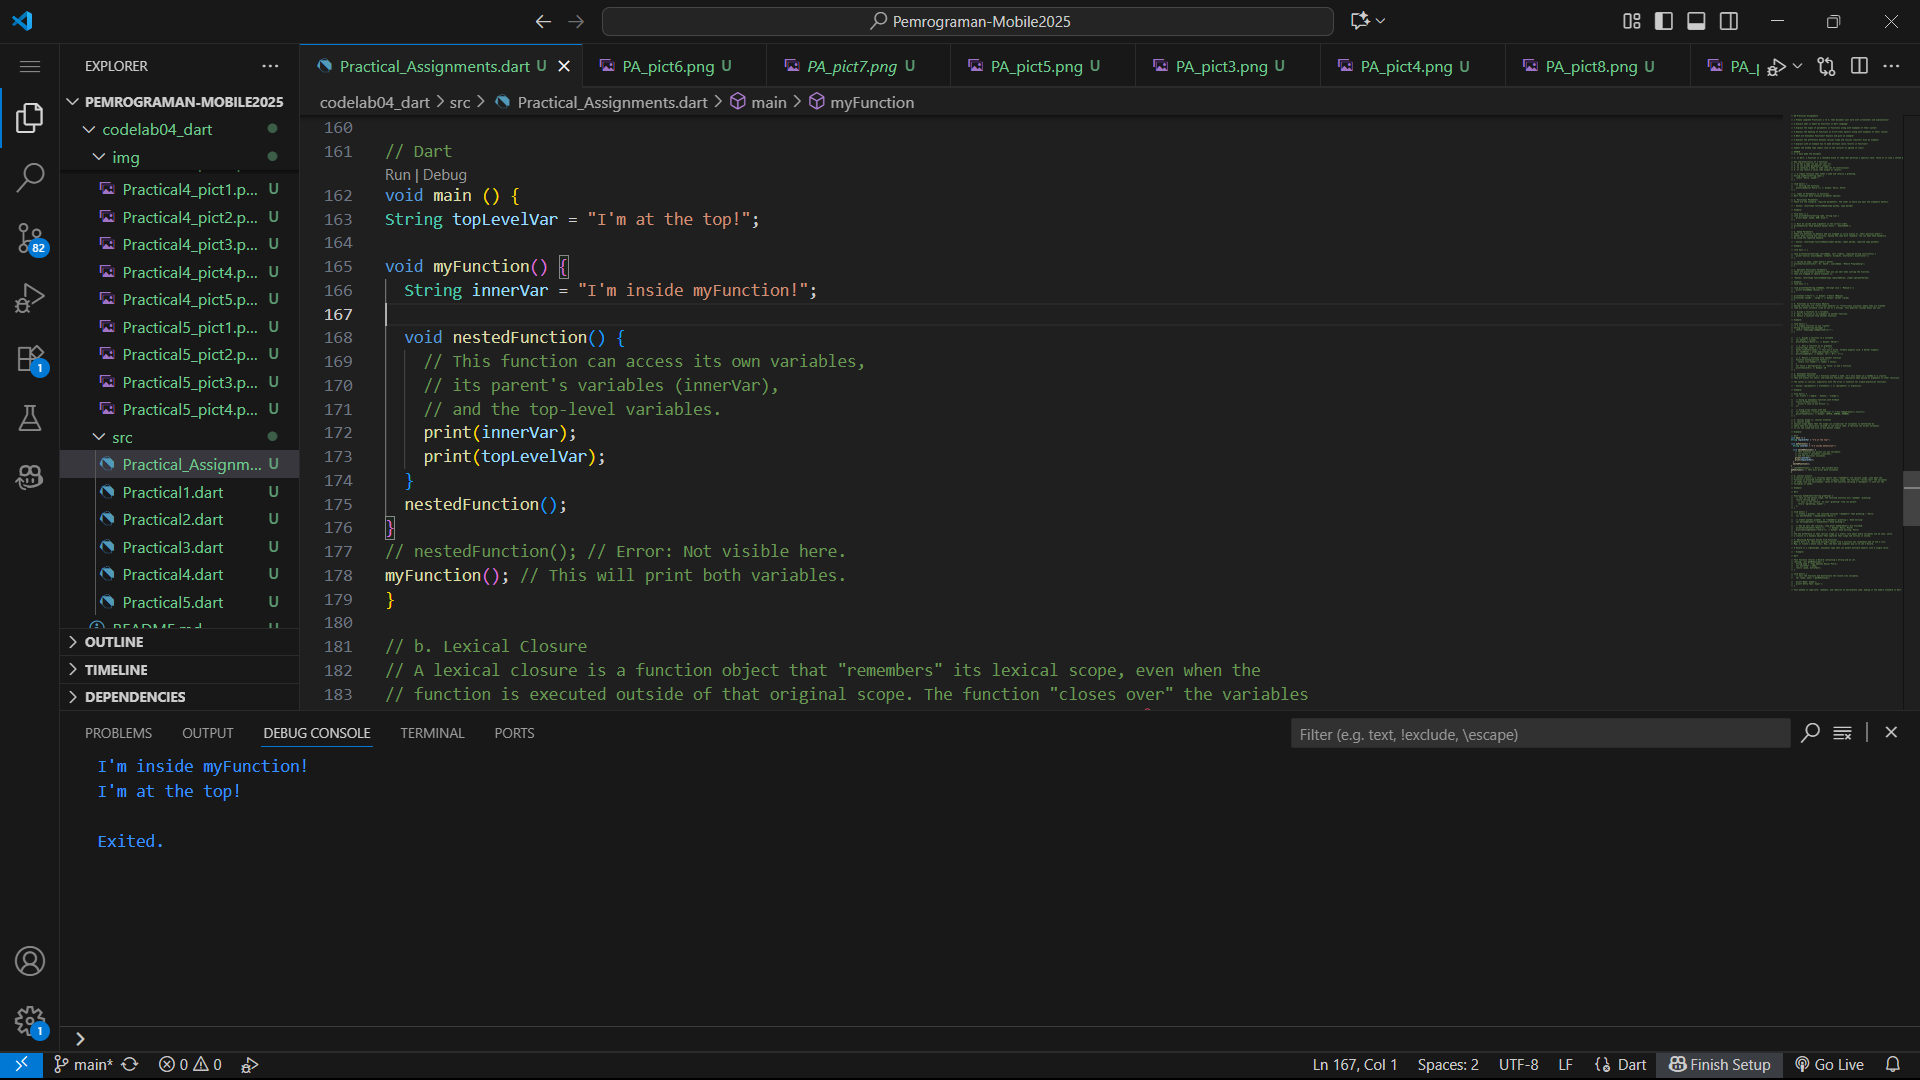 Pemrograman-Mobile2025
EXPLORER
PEMROGRAMAN-MOBILE2025
codelab04_dart
img
Practical4_pict1.p... U
Practical4_pict2.p... U
Practical4_pict3.p... U
Practical4_pict4.p... U
Practical4_pict5.p... U
Practical5_pict1.p... U
Practical5_pict2.p... U
Practical5_pict3.p... U
Practical5_pict4.p... U
src
Practical_Assignm... U
Practical1.dart U
Practical2.dart U
Practical3.dart U
Practical4.dart U
Practical5.dart U
README.md U
OUTLINE
TIMELINE
DEPENDENCIES
82
1
1
Practical_Assignments.dart U
PA_pict6.png U
PA_pict7.png U
PA_pict5.png U
PA_pict3.png U
PA_pict4.png U
PA_pict8.png U
codelab04_dart > src > Practical_Assignments.dart > main > myFunction
160
161 // Dart
Run | Debug
162 void main () {
163 String topLevelVar = "I'm at the top!";
164
165 void myFunction() {
166 String innerVar = "I'm inside myFunction!";
167
168 void nestedFunction() {
169 // This function can access its own variables,
170 // its parent's variables (innerVar),
171 // and the top-level variables.
172 print(innerVar);
173 print(topLevelVar);
174 }
175 nestedFunction();
176 }
177 // nestedFunction(); // Error: Not visible here.
178 myFunction(); // This will print both variables.
179 }
180
181 // b. Lexical Closure
182 // A lexical closure is a function object that "remembers" its lexical scope, even when the
183 // function is executed outside of that original scope. The function "closes over" the variables
PROBLEMS OUTPUT DEBUG CONSOLE TERMINAL PORTS
Filter (e.g. text, !exclude, \escape)
I'm inside myFunction!
I'm at the top!
Exited.
main* 0 0
Ln 167, Col 1 Spaces: 2 UTF-8 LF Dart Finish Setup Go Live